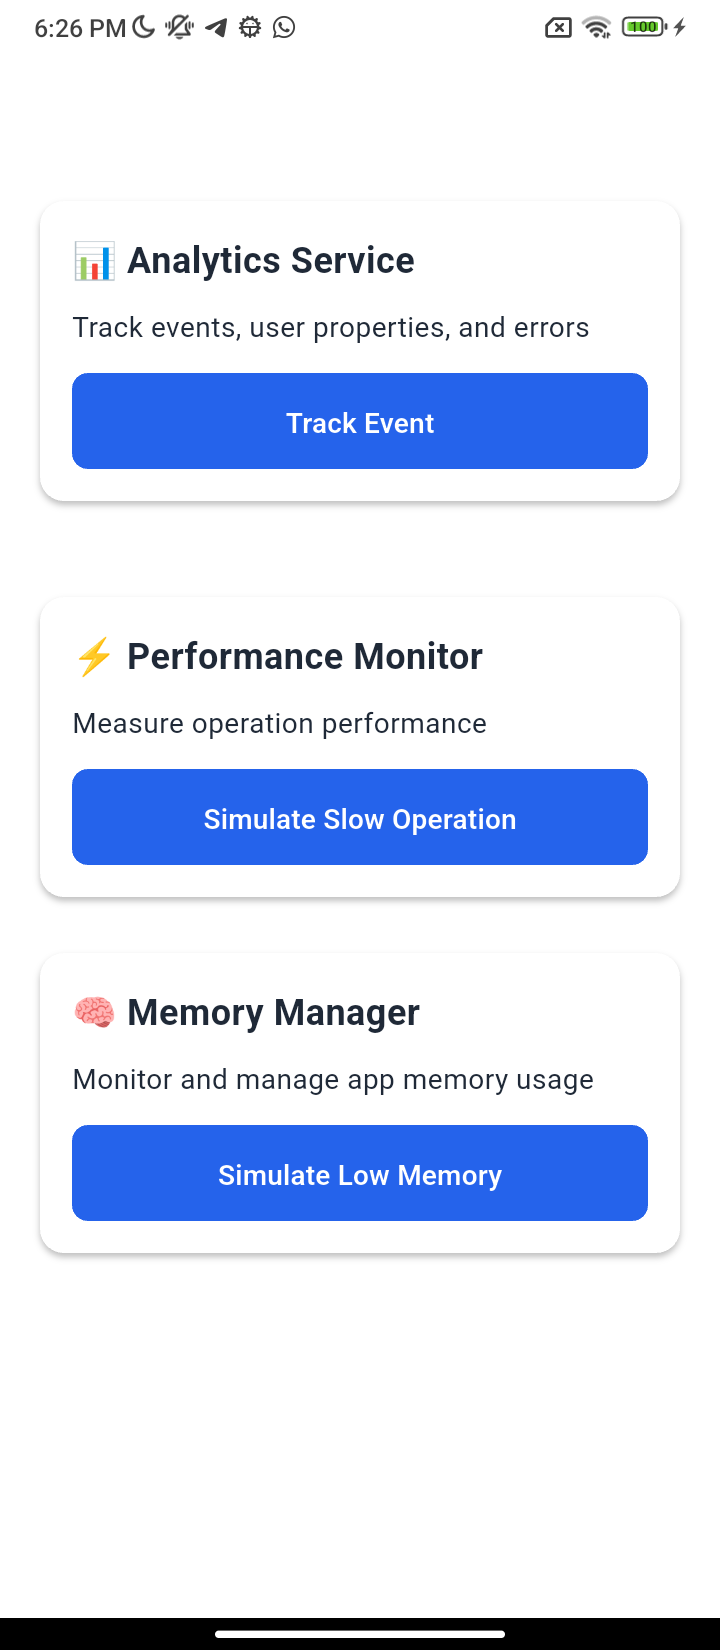 6:26 PM
100
📊 Analytics Service
Track events, user properties, and errors
Track Event
⚡ Performance Monitor
Measure operation performance
Simulate Slow Operation
🧠 Memory Manager
Monitor and manage app memory usage
Simulate Low Memory